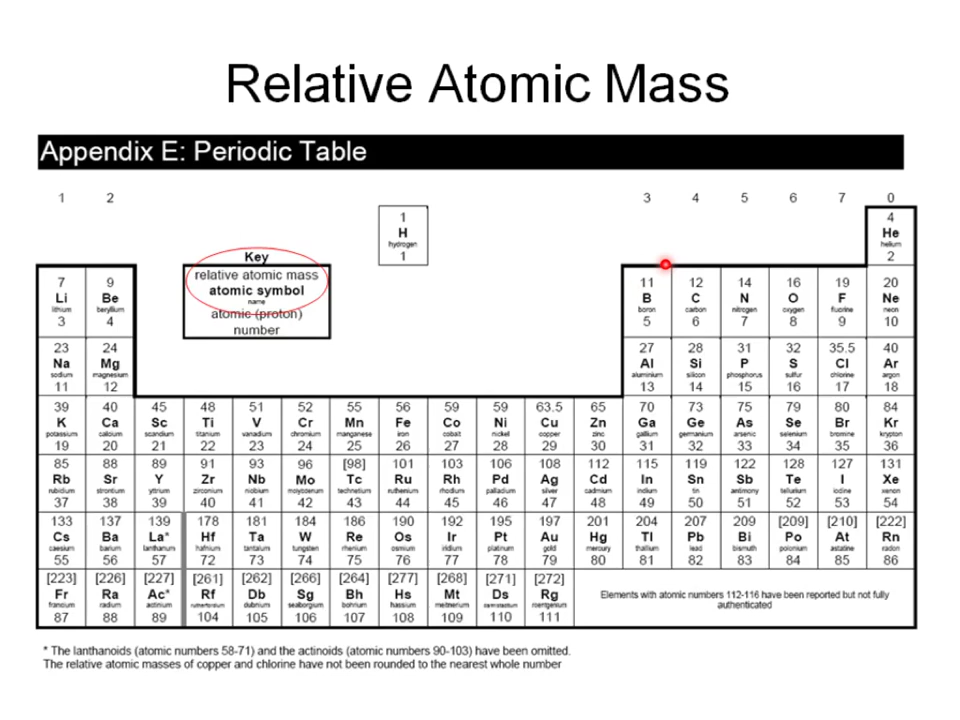 Relative Atomic Mass
Appendix E: Periodic Table
1 2 3 4 5 6 7 0
1 4
H He
hydrogen helium
1 2
Key
relative atomic mass
atomic symbol
name
atomic (proton)
number
7 9 11 12 14 16 19 20
Li Be B C N O F Ne
lithium beryllium boron carbon nitrogen oxygen fluorine neon
3 4 5 6 7 8 9 10
23 24 27 28 31 32 35.5 40
Na Mg Al Si P S Cl Ar
sodium magnesium aluminium silicon phosphorus sulfur chlorine argon
11 12 13 14 15 16 17 18
39 40 45 48 51 52 55 56 59 59 63.5 65 70 73 75 79 80 84
K Ca Sc Ti V Cr Mn Fe Co Ni Cu Zn Ga Ge As Se Br Kr
potassium calcium scandium titanium vanadium chromium manganese iron cobalt nickel copper zinc gallium germanium arsenic selenium bromine krypton
19 20 21 22 23 24 25 26 27 28 29 30 31 32 33 34 35 36
85 88 89 91 93 96 [98] 101 103 106 108 112 115 119 122 128 127 131
Rb Sr Y Zr Nb Mo Tc Ru Rh Pd Ag Cd In Sn Sb Te I Xe
rubidium strontium yttrium zirconium niobium molybdenum technetium ruthenium rhodium palladium silver cadmium indium tin antimony tellurium iodine xenon
37 38 39 40 41 42 43 44 45 46 47 48 49 50 51 52 53 54
133 137 139 178 181 184 186 190 192 195 197 201 204 207 209 [209] [210] [222]
Cs Ba La* Hf Ta W Re Os Ir Pt Au Hg Tl Pb Bi Po At Rn
caesium barium lanthanum hafnium tantalum tungsten rhenium osmium iridium platinum gold mercury thallium lead bismuth polonium astatine radon
55 56 57 72 73 74 75 76 77 78 79 80 81 82 83 84 85 86
[223] [226] [227] [261] [262] [266] [264] [277] [268] [271] [272]
Fr Ra Ac* Rf Db Sg Bh Hs Mt Ds Rg
francium radium actinium rutherfordium dubnium seaborgium bohrium hassium meitnerium darmstadtium roentgenium
87 88 89 104 105 106 107 108 109 110 111
Elements with atomic numbers 112-116 have been reported but not fully
authenticated
* The lanthanoids (atomic numbers 58-71) and the actinoids (atomic numbers 90-103) have been omitted.
The relative atomic masses of copper and chlorine have not been rounded to the nearest whole number